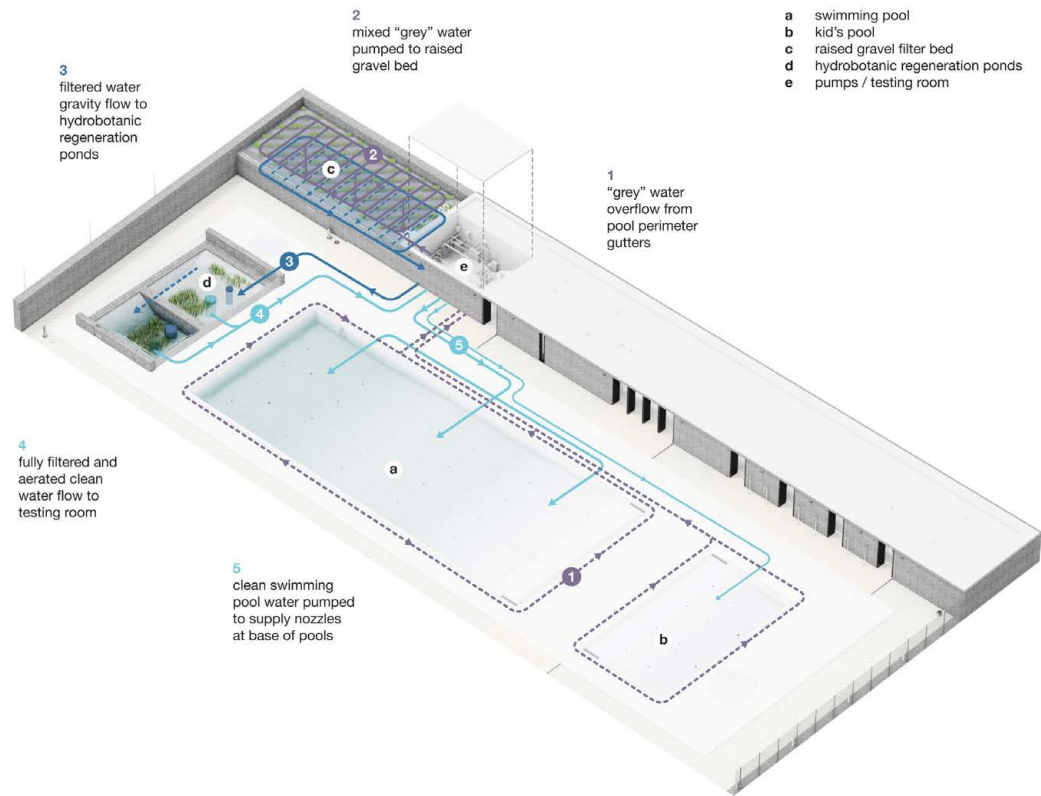 2
mixed “grey” water
pumped to raised
gravel bed
a swimming pool
b kid's pool
c raised gravel filter bed
d hydrobotanic regeneration ponds
e pumps / testing room
3
filtered water
gravity flow to
hydrobotanic
regeneration
ponds
1
“grey” water
overflow from
pool perimeter
gutters
2
c
e
3
d
4
5
a
1
b
4
fully filtered and
aerated clean
water flow to
testing room
5
clean swimming
pool water pumped
to supply nozzles
at base of pools